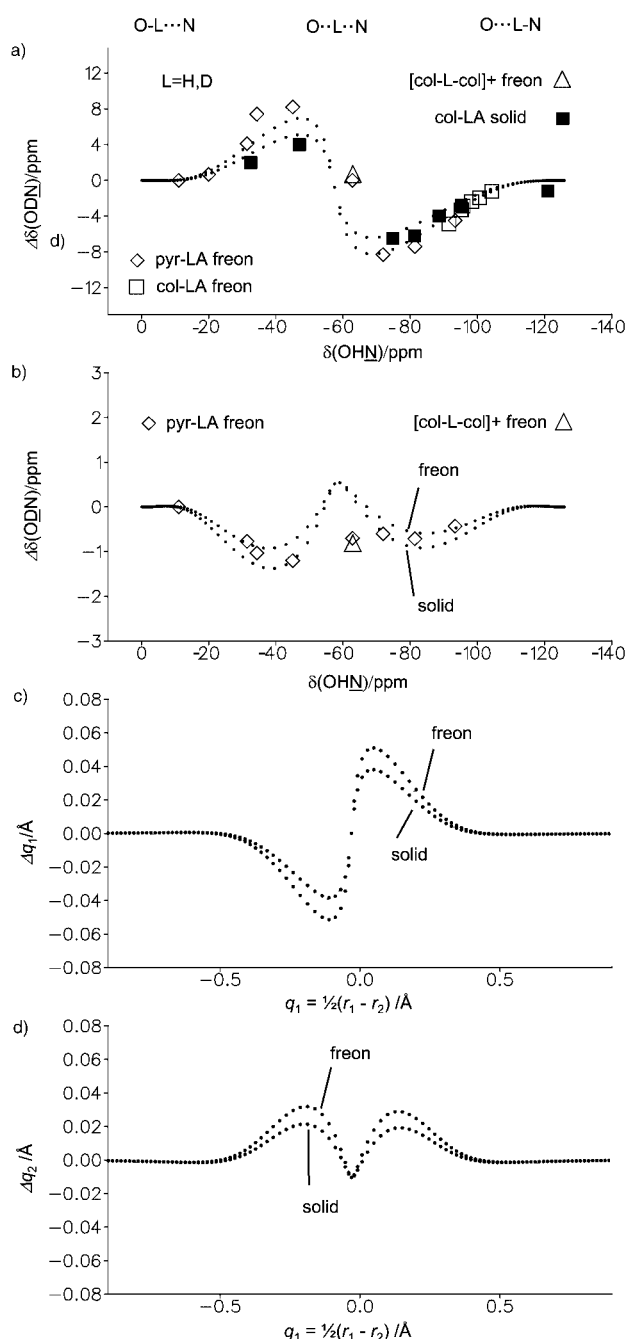 O-L···N O··L··N O···L-N
a)
L=H,D
[col-L-col]+ freon
col-LA solid
12
8
4
0
-4
-8
-12
Δδ(ODN)/ppm
d)
pyr-LA freon
col-LA freon
0 -20 -40 -60 -80 -100 -120 -140
δ(OHN)/ppm
b)
3
2
1
0
-1
-2
-3
Δδ(ODN)/ppm
pyr-LA freon
[col-L-col]+ freon
freon
solid
0 -20 -40 -60 -80 -100 -120 -140
δ(OHN)/ppm
c)
0.08
0.06
0.04
0.02
0.00
-0.02
-0.04
-0.06
-0.08
Δq₁/Å
freon
solid
-0.5 0.0 0.5
q₁ = ½(r₁ - r₂) /Å
d)
0.08
0.06
0.04
0.02
0.00
-0.02
-0.04
-0.06
-0.08
Δq₂ /Å
freon
solid
-0.5 0.0 0.5
q₁ = ½(r₁ - r₂) /Å